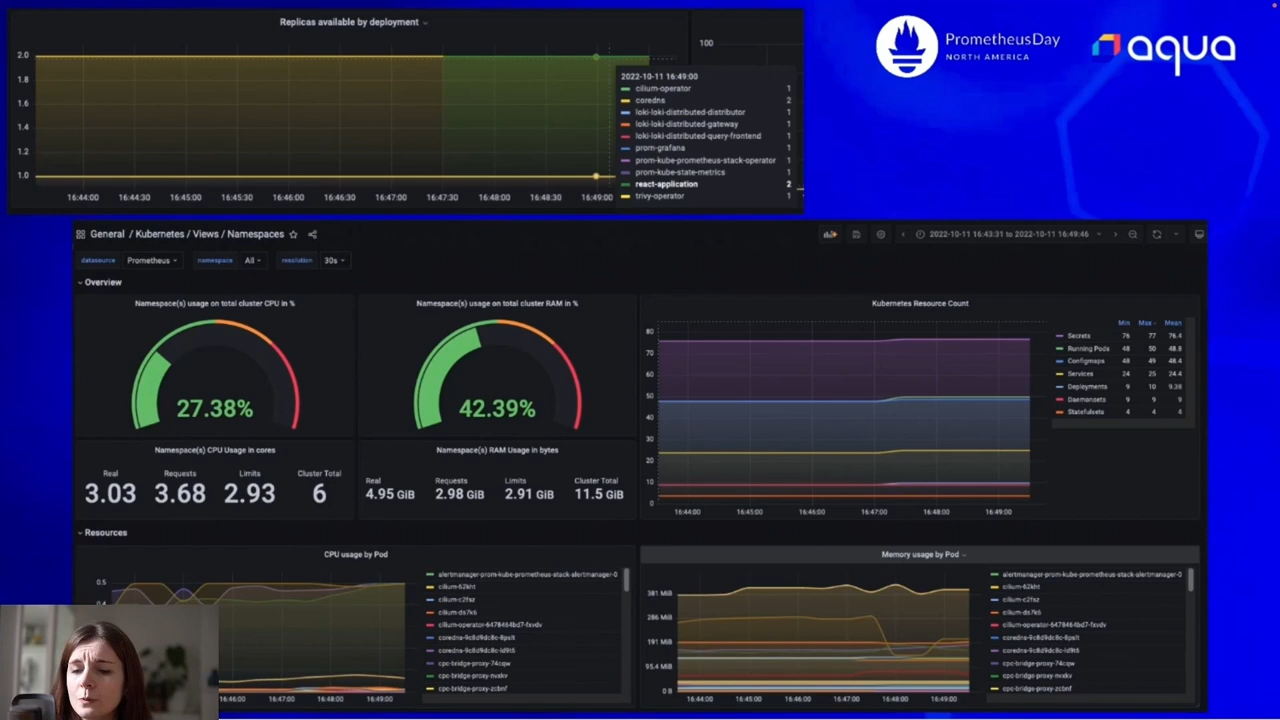 Replicas available by deployment
2.0
1.8
1.6
1.4
1.2
1.0
16:44:00 16:44:30 16:45:00 16:45:30 16:46:00 16:46:30 16:47:00 16:47:30 16:48:00 16:48:30 16:49:00
100
2022-10-11 16:49:00
cilium-operator 1
coredns 2
loki-loki-distributed-distributor 1
loki-loki-distributed-gateway 1
loki-loki-distributed-query-frontend 1
prom-grafana 1
prom-kube-prometheus-stack-operator 1
prom-kube-state-metrics 1
react-application 2
trivy-operator 1
PrometheusDay
NORTH AMERICA
aqua
General / Kubernetes / Views / Namespaces
2022-10-11 16:43:31 to 2022-10-11 16:49:46
datasource Prometheus namespace All resolution 30s
Overview
Namespace(s) usage on total cluster CPU in %
27.38%
Namespace(s) usage on total cluster RAM in %
42.39%
Kubernetes Resource Count
80
70
60
50
40
30
20
10
0
16:44:00 16:45:00 16:46:00 16:47:00 16:48:00 16:49:00
Min Max Mean
Secrets 76 77 76.4
Running Pods 48 50 48.8
Configmaps 48 49 48.4
Services 24 25 24.4
Deployments 9 10 9.38
Daemonsets 9 9 9
Statefulsets 4 4 4
Namespace(s) CPU Usage in cores
Real Requests Limits Cluster Total
3.03 3.68 2.93 6
Namespace(s) RAM Usage in bytes
Real Requests Limits Cluster Total
4.95 GiB 2.98 GiB 2.91 GiB 11.5 GiB
Resources
CPU usage by Pod
0.5
0.4
16:46:00 16:47:00 16:48:00 16:49:00
alertmanager-prom-kube-prometheus-stack-alertmanager-0
cilium-62kht
cilium-c2fsz
cilium-ds7k6
cilium-operator-6478464bd7-fxvdv
coredns-9c8d9dc8c-8pslt
coredns-9c8d9dc8c-ld9t6
cpc-bridge-proxy-74cqw
cpc-bridge-proxy-nvxkv
cpc-bridge-proxy-zcbnf
Memory usage by Pod
381 MiB
286 MiB
191 MiB
95.4 MiB
0 B
16:44:00 16:45:00 16:46:00 16:47:00 16:48:00 16:49:00
alertmanager-prom-kube-prometheus-stack-alertmanager-0
cilium-62kht
cilium-c2fsz
cilium-ds7k6
cilium-operator-6478464bd7-fxvdv
coredns-9c8d9dc8c-8pslt
coredns-9c8d9dc8c-ld9t6
cpc-bridge-proxy-74cqw
cpc-bridge-proxy-nvxkv
cpc-bridge-proxy-zcbnf